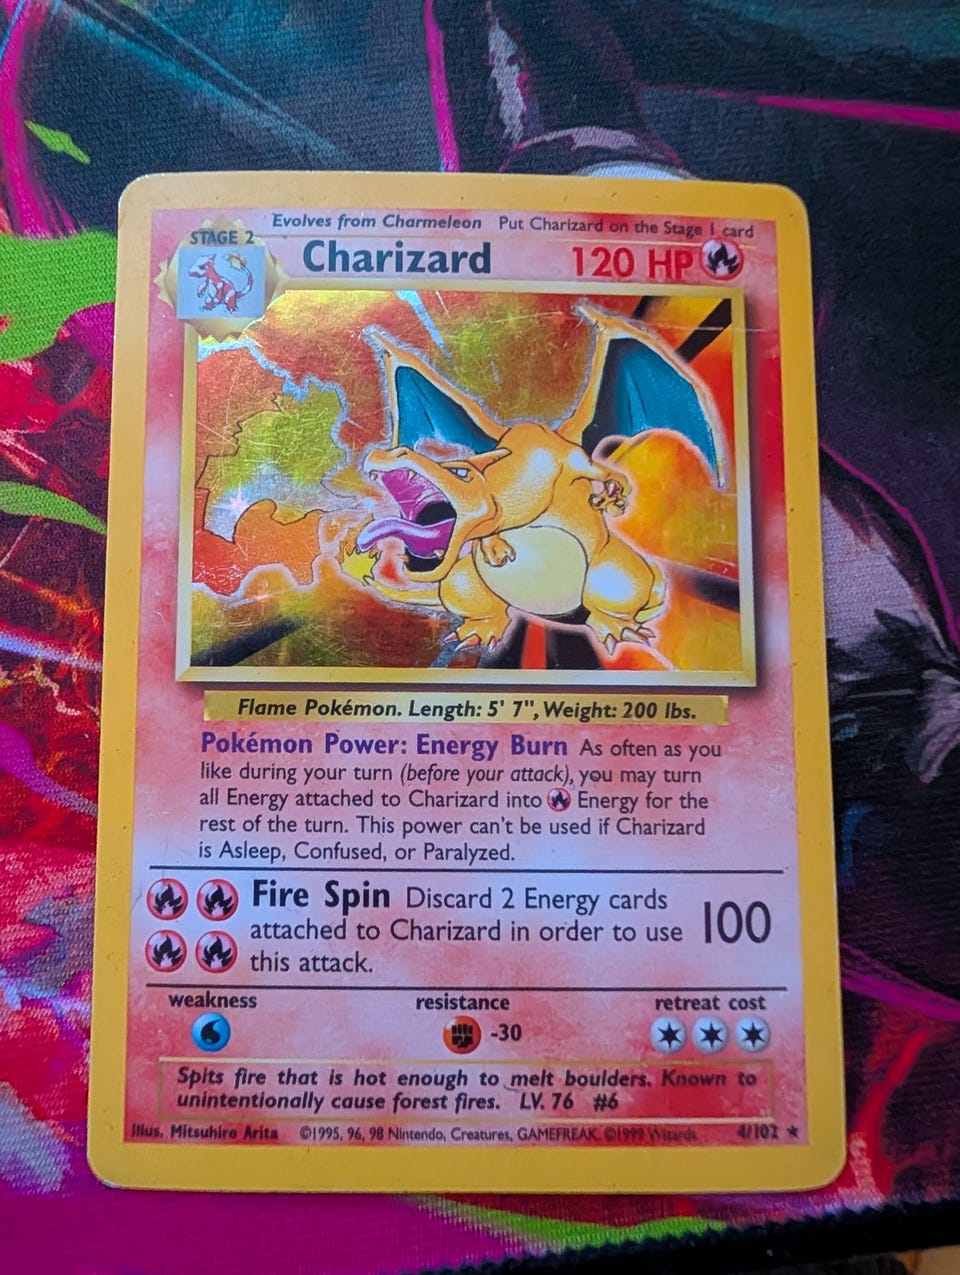 Evolves from Charmeleon Put Charizard on the Stage 1 card
STAGE 2
Charizard 120 HP
Flame Pokémon. Length: 5' 7", Weight: 200 lbs.
Pokémon Power: Energy Burn As often as you
like during your turn (before your attack), you may turn
all Energy attached to Charizard into Energy for the
rest of the turn. This power can't be used if Charizard
is Asleep, Confused, or Paralyzed.
Fire Spin Discard 2 Energy cards
attached to Charizard in order to use 100
this attack.
weakness resistance retreat cost
-30
Spits fire that is hot enough to melt boulders. Known to
unintentionally cause forest fires. LV. 76 #6
Illus. Mitsuhiro Arita ©1995, 96, 98 Nintendo, Creatures, GAMEFREAK. ©1999 Wizards. 4/102 ★